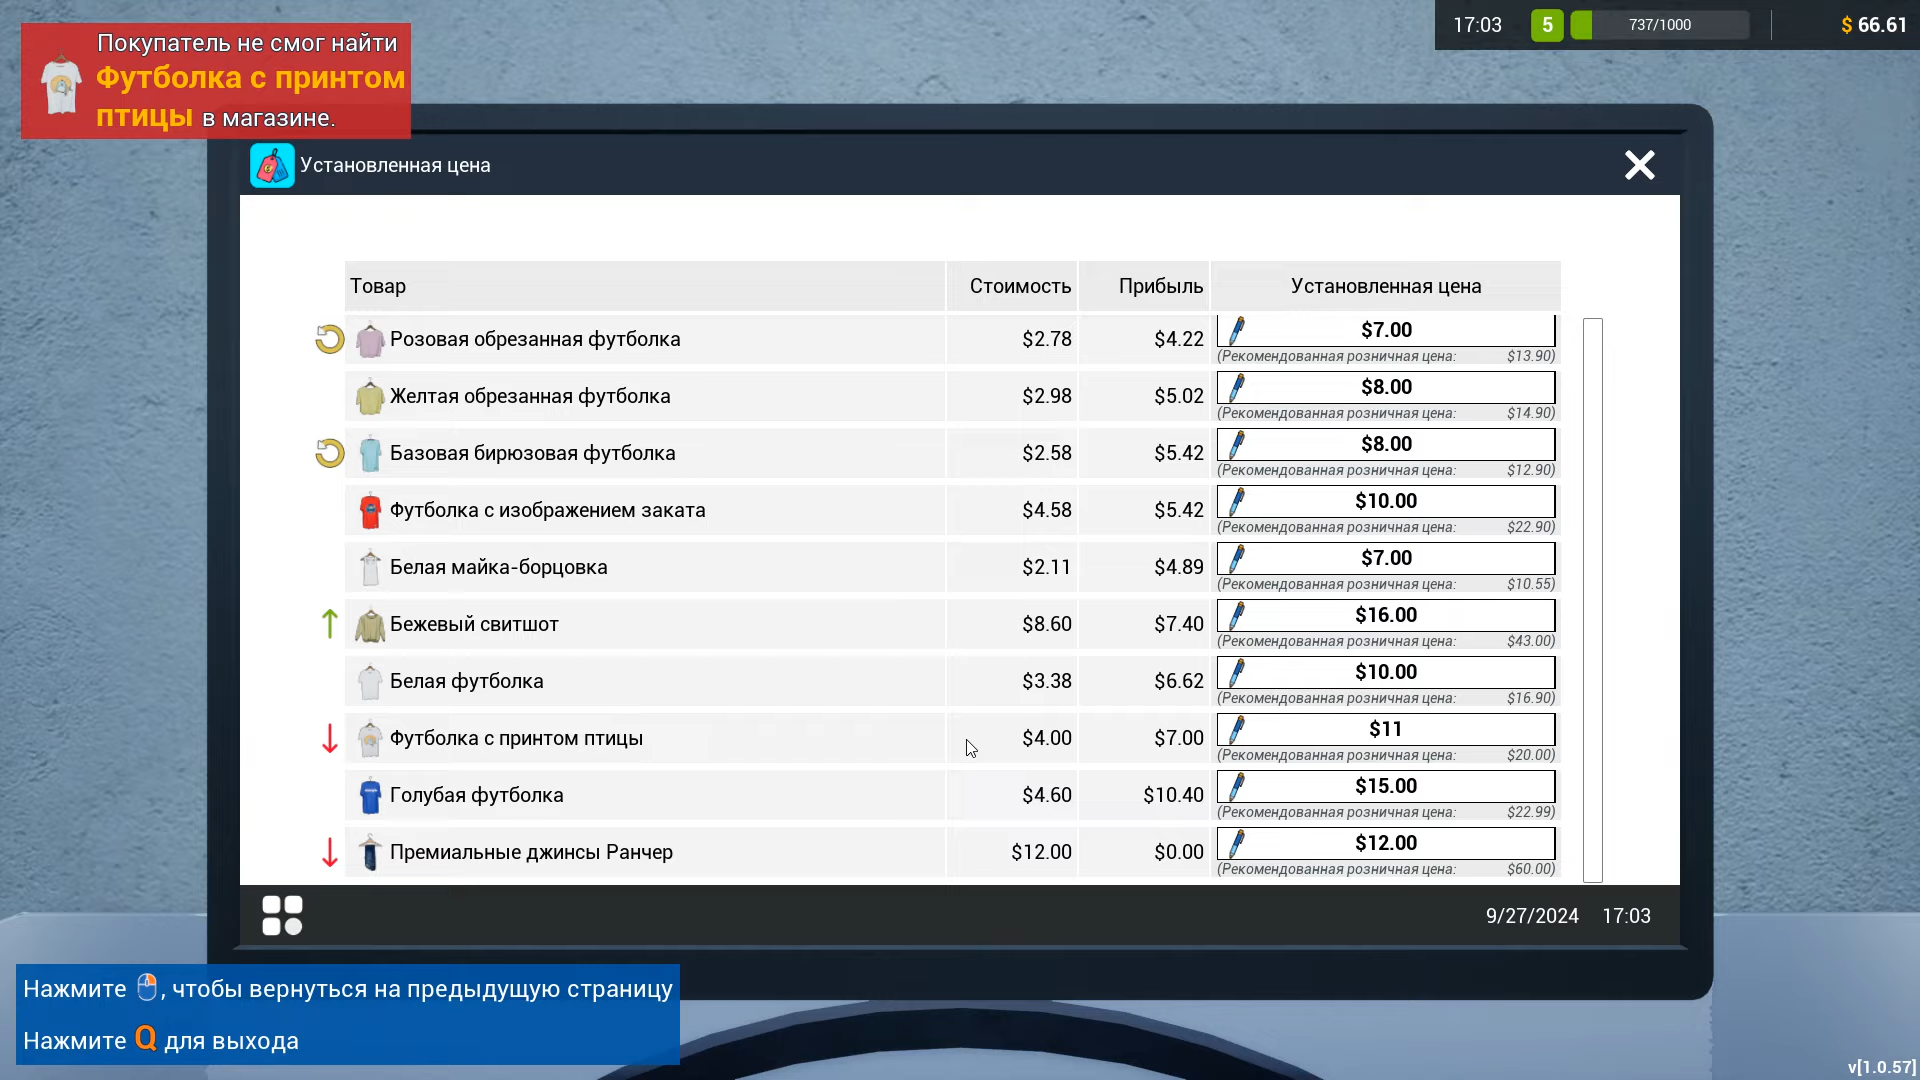 Покупатель не смог найти
Футболка с принтом
птицы в магазине.
17:03 5 737/1000 $ 66.61
Установленная цена
Товар Стоимость Прибыль Установленная цена
Розовая обрезанная футболка $2.78 $4.22 $7.00
(Рекомендованная розничная цена: $13.90)
Желтая обрезанная футболка $2.98 $5.02 $8.00
(Рекомендованная розничная цена: $14.90)
Базовая бирюзовая футболка $2.58 $5.42 $8.00
(Рекомендованная розничная цена: $12.90)
Футболка с изображением заката $4.58 $5.42 $10.00
(Рекомендованная розничная цена: $22.90)
Белая майка-борцовка $2.11 $4.89 $7.00
(Рекомендованная розничная цена: $10.55)
Бежевый свитшот $8.60 $7.40 $16.00
(Рекомендованная розничная цена: $43.00)
Белая футболка $3.38 $6.62 $10.00
(Рекомендованная розничная цена: $16.90)
Футболка с принтом птицы $4.00 $7.00 $11
(Рекомендованная розничная цена: $20.00)
Голубая футболка $4.60 $10.40 $15.00
(Рекомендованная розничная цена: $22.99)
Премиальные джинсы Ранчер $12.00 $0.00 $12.00
(Рекомендованная розничная цена: $60.00)
9/27/2024 17:03
Нажмите , чтобы вернуться на предыдущую страницу
Нажмите Q для выхода
v[1.0.57]